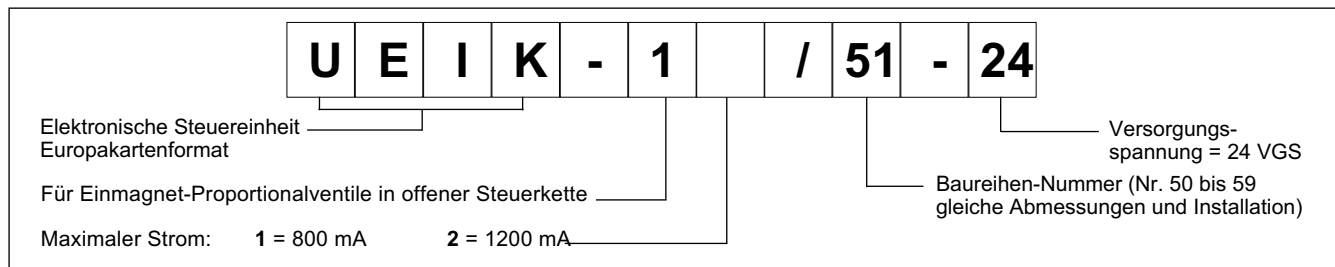 UEIK - 1 / 51 - 24
Elektronische Steuereinheit
Europakartenformat
Versorgungs-
spannung = 24 VGS
Für Einmagnet-Proportionalventile in offener Steuerkette
Baureihen-Nummer (Nr. 50 bis 59
gleiche Abmessungen und Installation)
Maximaler Strom: 1 = 800 mA 2 = 1200 mA